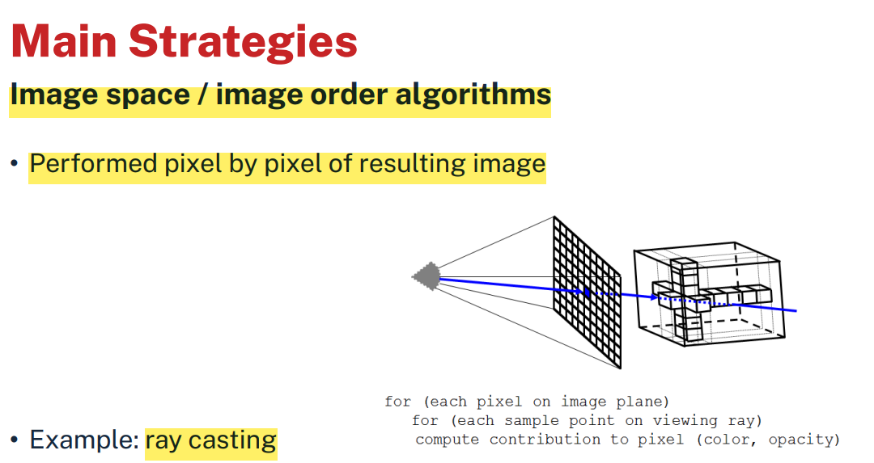 Main Strategies
Image space / image order algorithms
• Performed pixel by pixel of resulting image
for (each pixel on image plane)
for (each sample point on viewing ray)
compute contribution to pixel (color, opacity)
• Example: ray casting